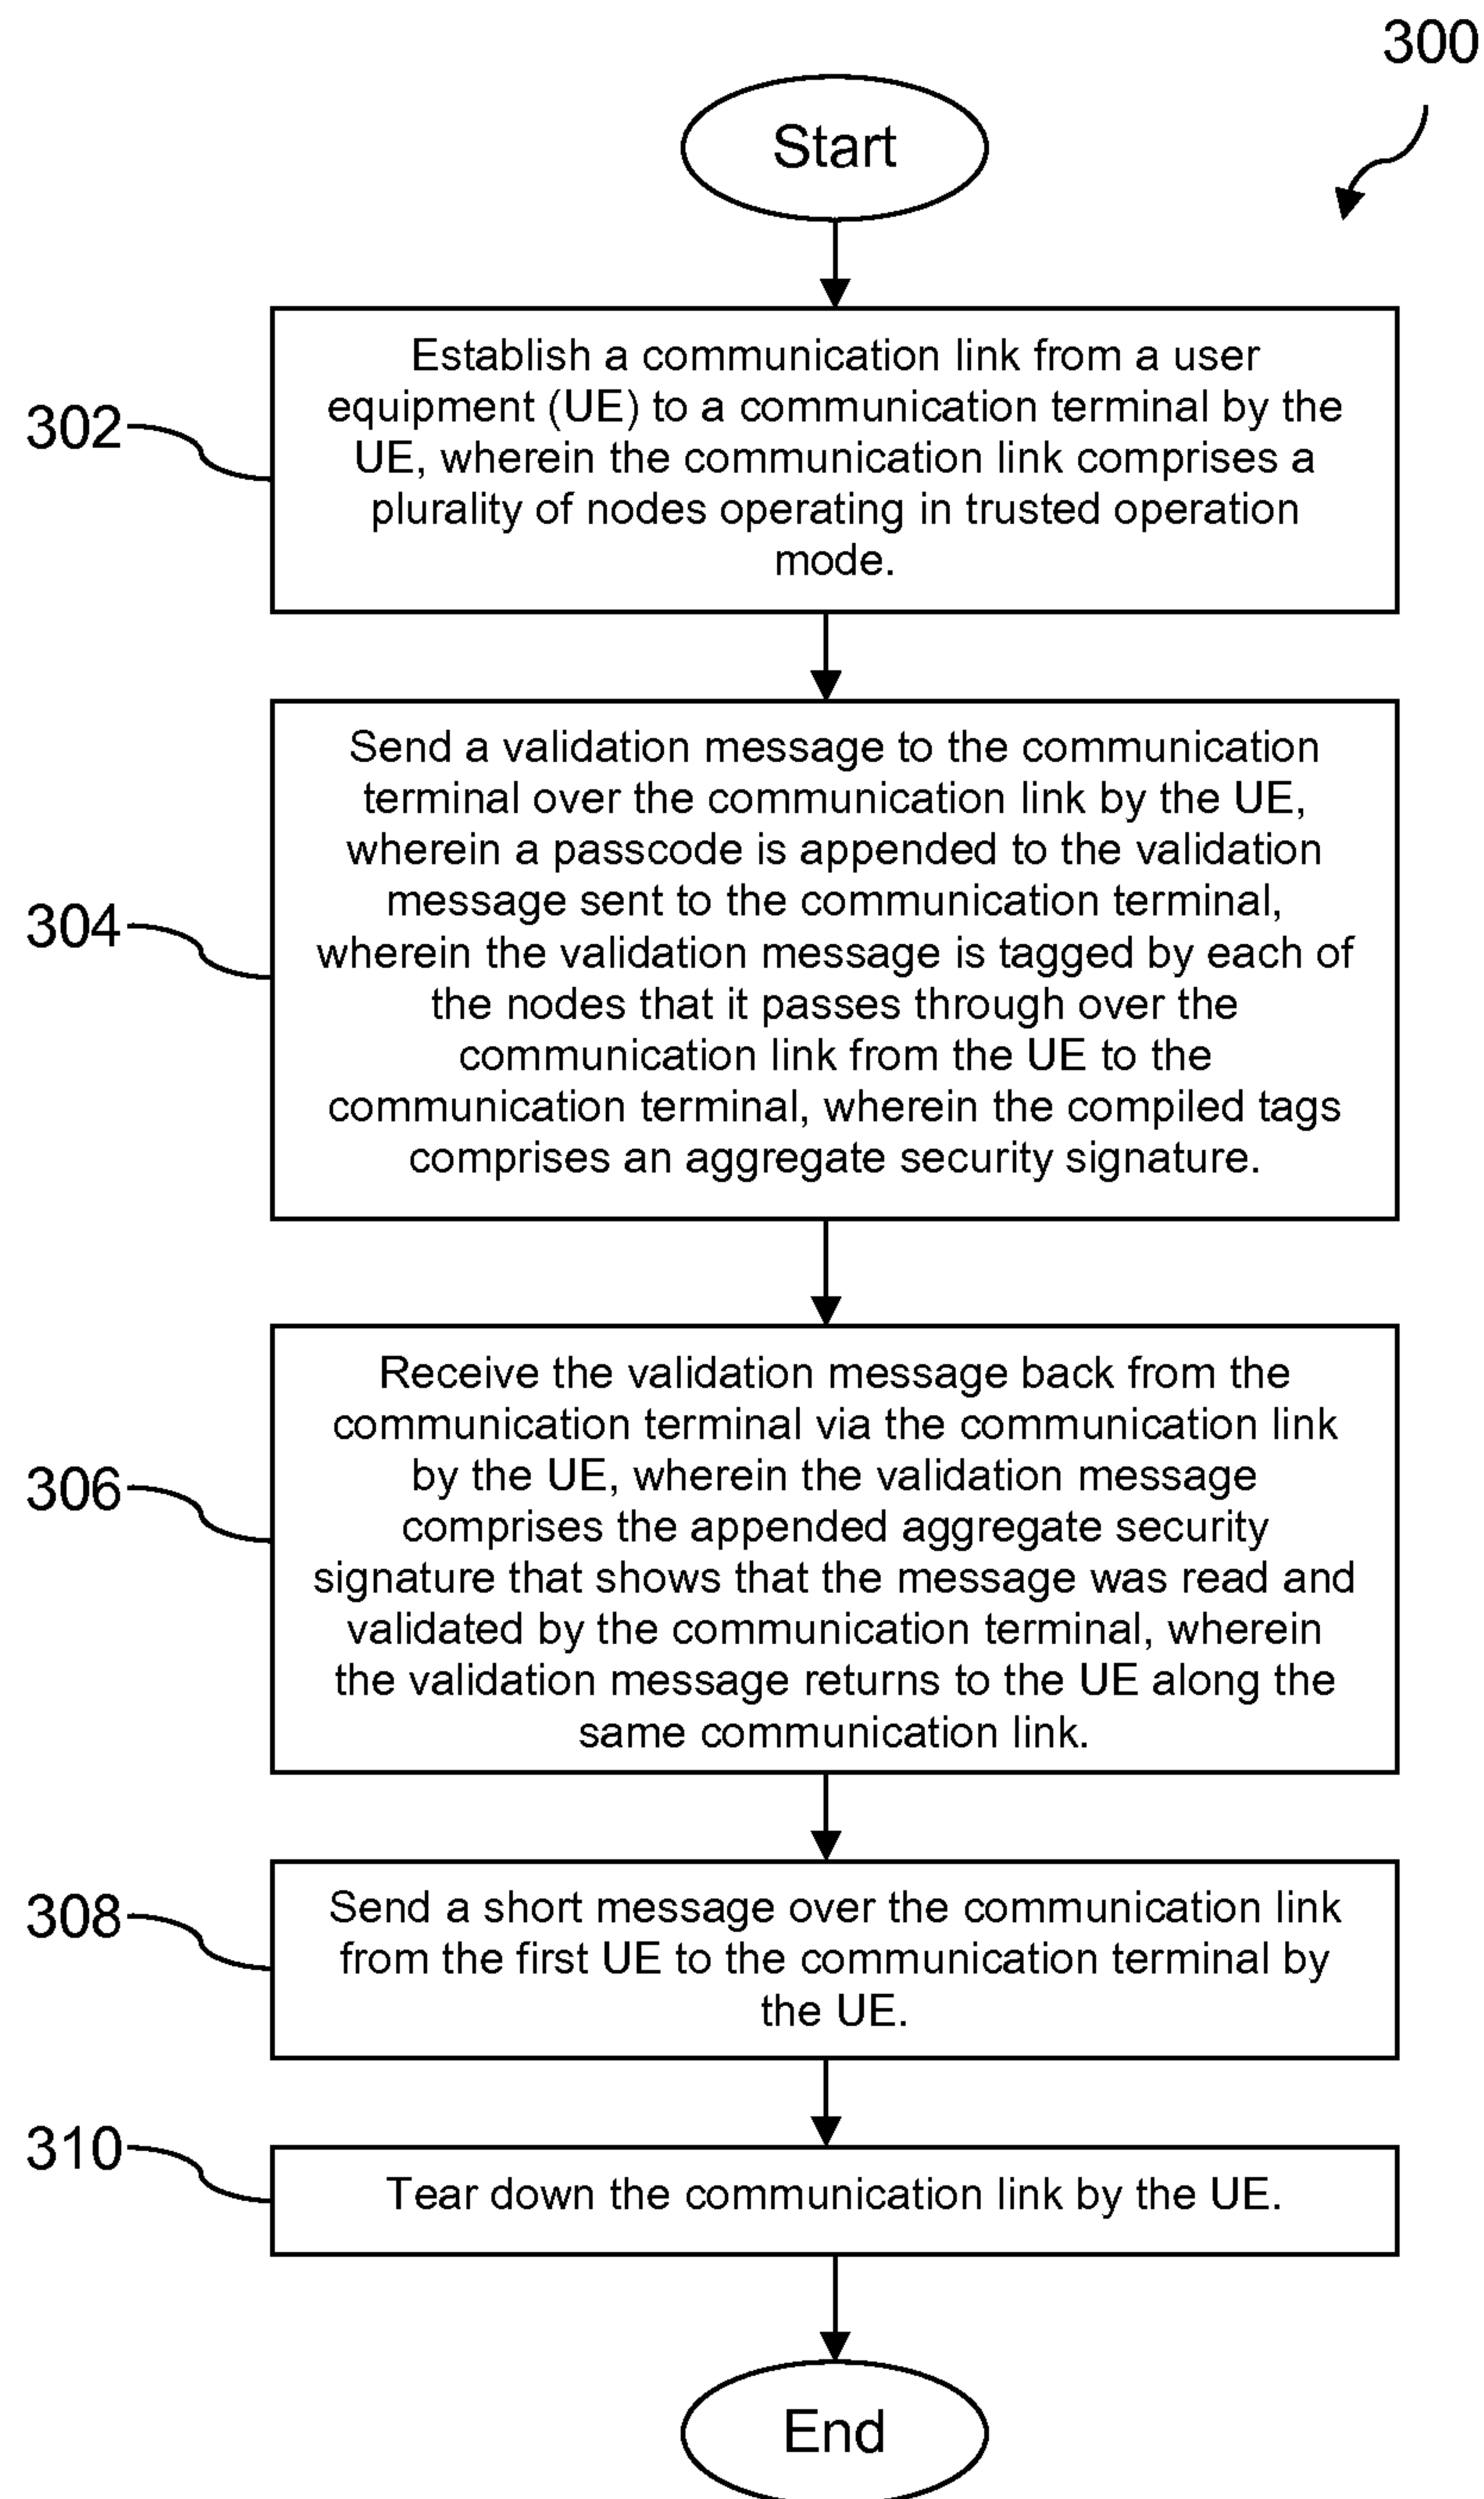 300
Start
302
Establish a communication link from a user
equipment (UE) to a communication terminal by the
UE, wherein the communication link comprises a
plurality of nodes operating in trusted operation
mode.
304
Send a validation message to the communication
terminal over the communication link by the UE,
wherein a passcode is appended to the validation
message sent to the communication terminal,
wherein the validation message is tagged by each of
the nodes that it passes through over the
communication link from the UE to the
communication terminal, wherein the compiled tags
comprises an aggregate security signature.
306
Receive the validation message back from the
communication terminal via the communication link
by the UE, wherein the validation message
comprises the appended aggregate security
signature that shows that the message was read and
validated by the communication terminal, wherein
the validation message returns to the UE along the
same communication link.
308
Send a short message over the communication link
from the first UE to the communication terminal by
the UE.
310
Tear down the communication link by the UE.
End